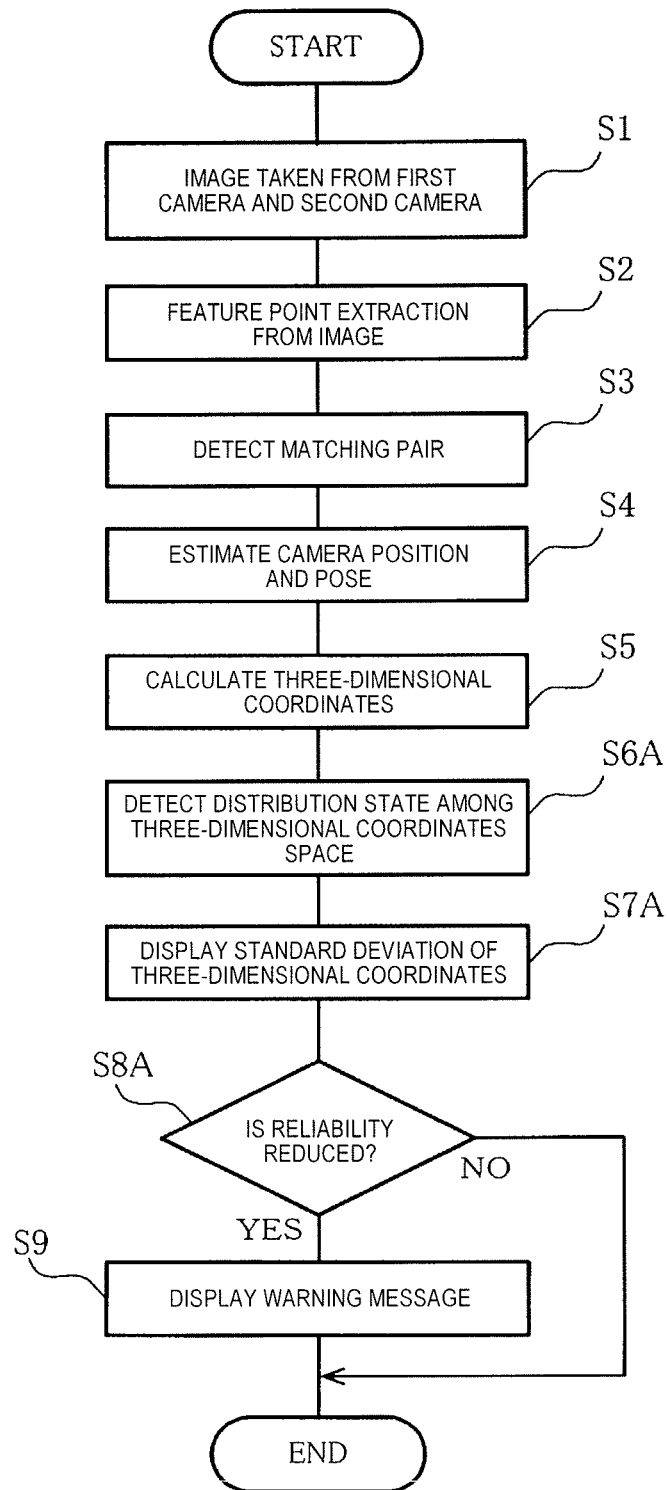 START
S1
IMAGE TAKEN FROM FIRST
CAMERA AND SECOND CAMERA
S2
FEATURE POINT EXTRACTION
FROM IMAGE
S3
DETECT MATCHING PAIR
S4
ESTIMATE CAMERA POSITION
AND POSE
S5
CALCULATE THREE-DIMENSIONAL
COORDINATES
S6A
DETECT DISTRIBUTION STATE AMONG
THREE-DIMENSIONAL COORDINATES
SPACE
S7A
DISPLAY STANDARD DEVIATION OF
THREE-DIMENSIONAL COORDINATES
S8A
IS RELIABILITY
REDUCED?
NO
YES
S9
DISPLAY WARNING MESSAGE
END